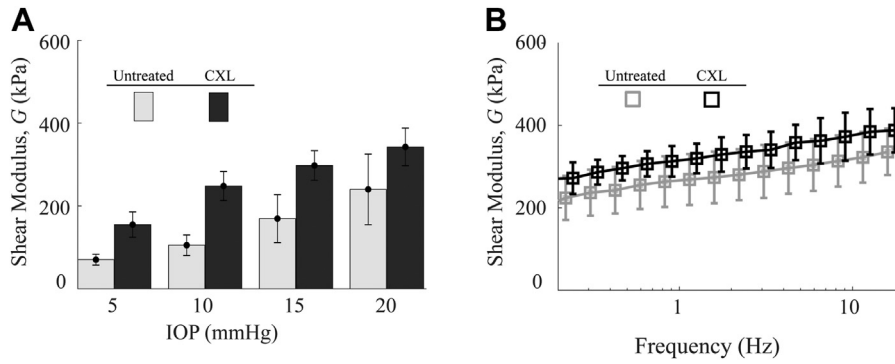 A
Shear Modulus, G (kPa)
600
400
200
0
Untreated CXL
5 10 15 20
IOP (mmHg)
B
Shear Modulus, G (kPa)
600
400
200
0
Untreated CXL
1 10
Frequency (Hz)